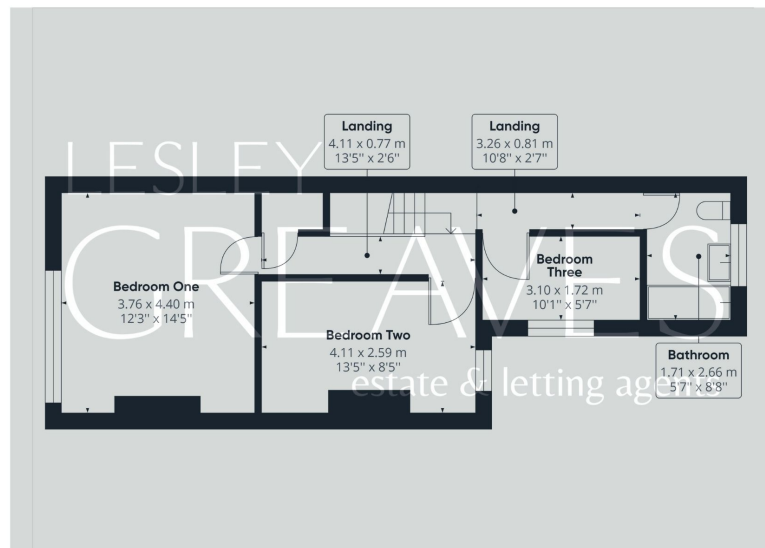 Landing
4.11 x 0.77 m
13'5" x 2'6"
Landing
3.26 x 0.81 m
10'8" x 2'7"
LESLEY
GREAVES
estate & letting agents
Bedroom One
3.76 x 4.40 m
12'3" x 14'5"
Bedroom Two
4.11 x 2.59 m
13'5" x 8'5"
Bedroom
Three
3.10 x 1.72 m
10'1" x 5'7"
Bathroom
1.71 x 2.66 m
5'7" x 8'8"